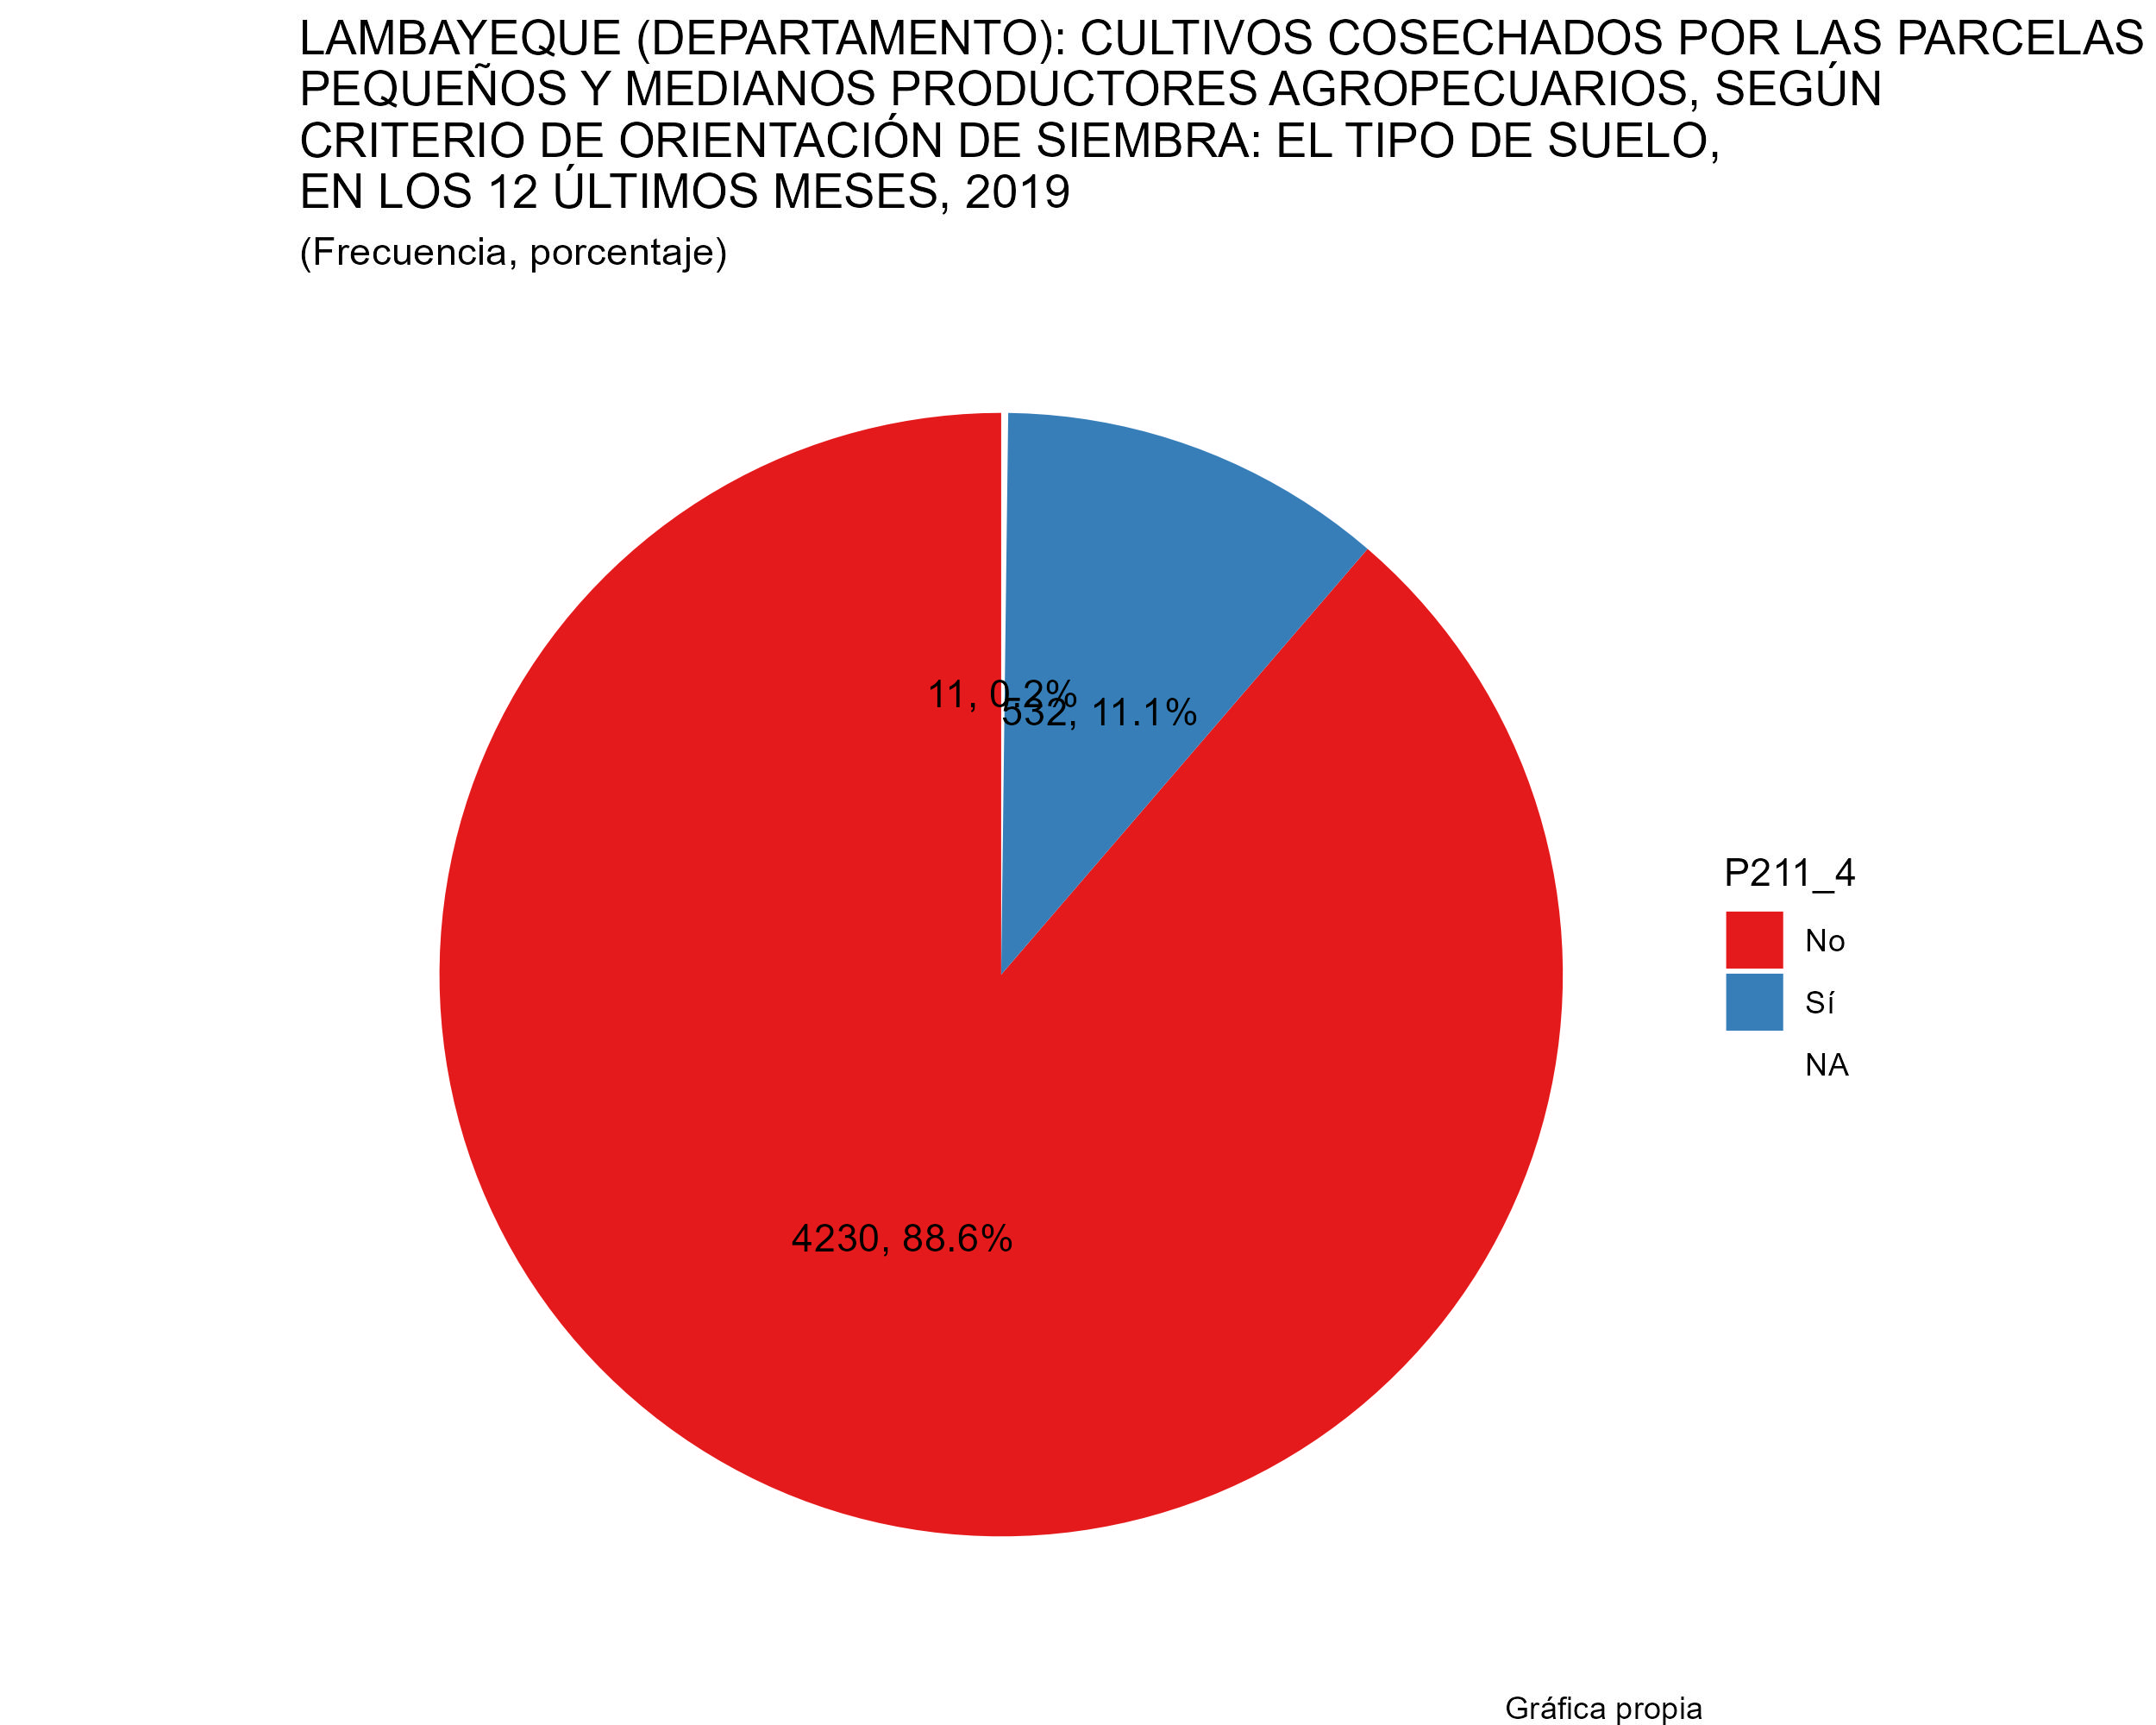 LAMBAYEQUE (DEPARTAMENTO): CULTIVOS COSECHADOS POR LAS PARCELAS
PEQUEÑOS Y MEDIANOS PRODUCTORES AGROPECUARIOS, SEGÚN
CRITERIO DE ORIENTACIÓN DE SIEMBRA: EL TIPO DE SUELO,
EN LOS 12 ÚLTIMOS MESES, 2019
(Frecuencia, porcentaje)
11, 0.2%
532, 11.1%
4230, 88.6%
P211_4
No
Sí
NA
Gráfica propia